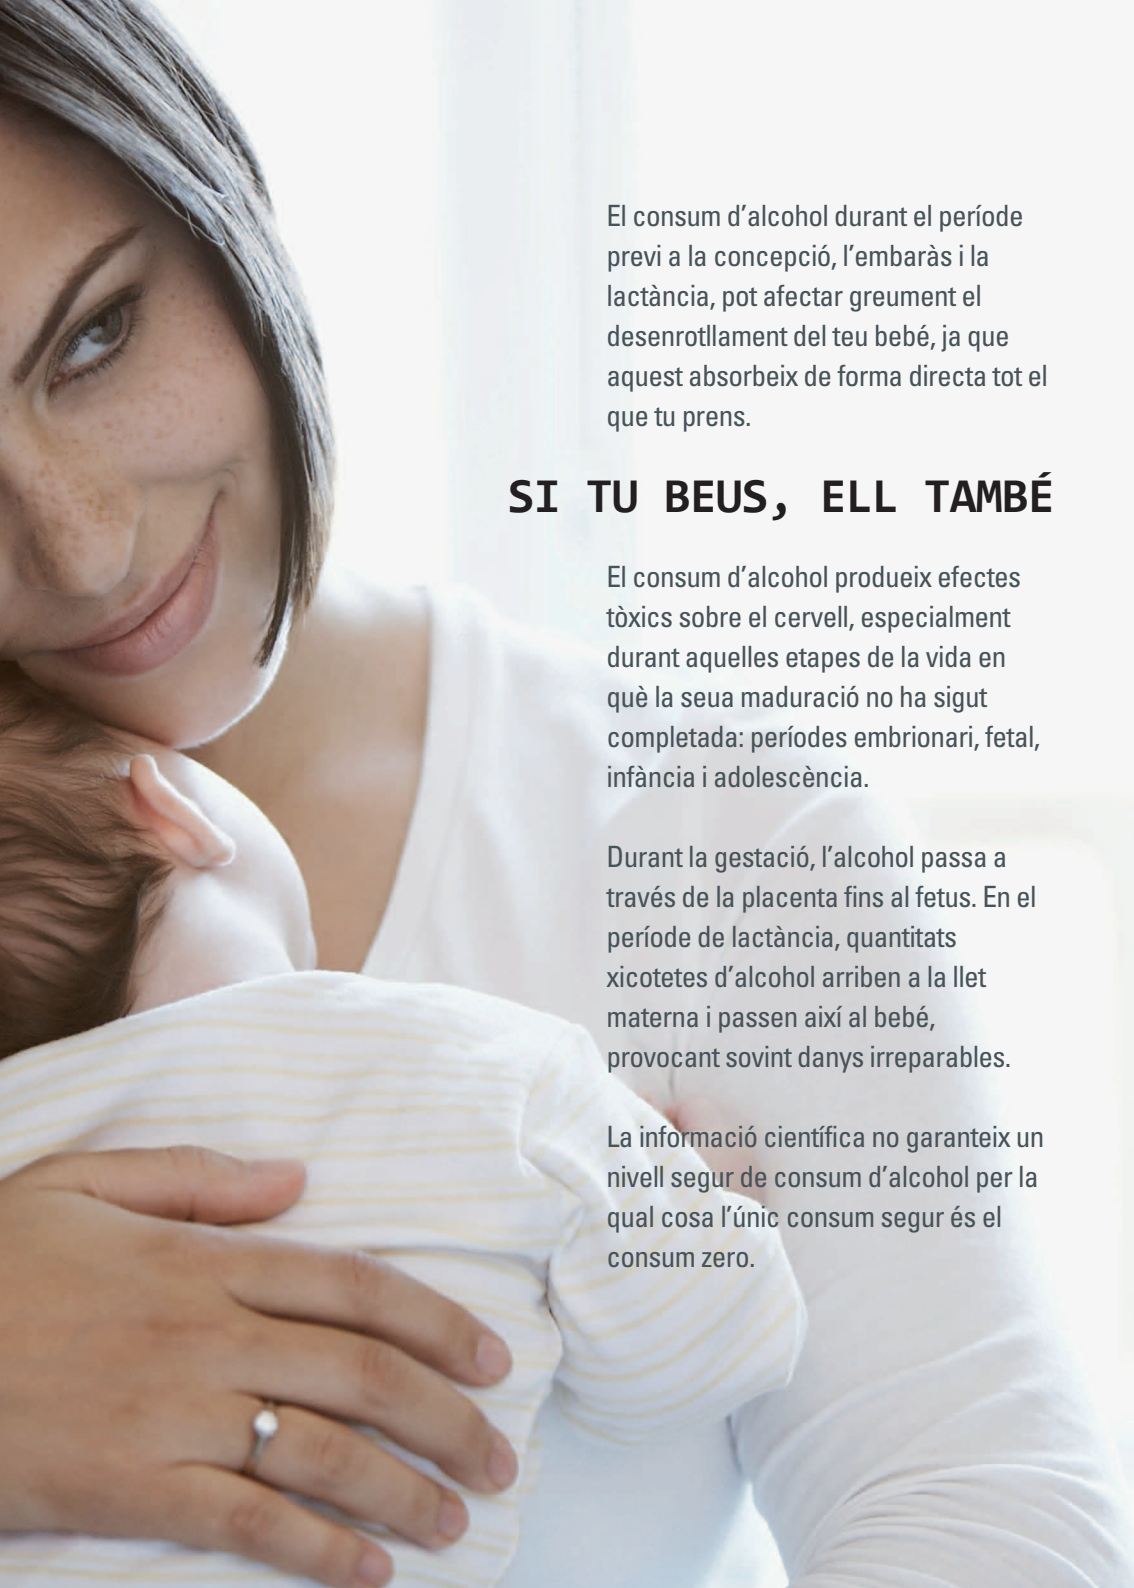 El consum d’alcohol durant el període
previ a la concepció, l’embaràs i la
lactància, pot afectar greument el
desenrotllament del teu bebé, ja que
aquest absorbeix de forma directa tot el
que tu prens.
SI TU BEUS, ELL TAMBÉ
El consum d’alcohol produeix efectes
tòxics sobre el cervell, especialment
durant aquelles etapes de la vida en
què la seua maduració no ha sigut
completada: períodes embrionari, fetal,
infància i adolescència.
Durant la gestació, l’alcohol passa a
través de la placenta fins al fetus. En el
període de lactància, quantitats
xicotetes d’alcohol arriben a la llet
materna i passen així al bebé,
provocant sovint danys irreparables.
La informació científica no garanteix un
nivell segur de consum d’alcohol per la
qual cosa l’únic consum segur és el
consum zero.